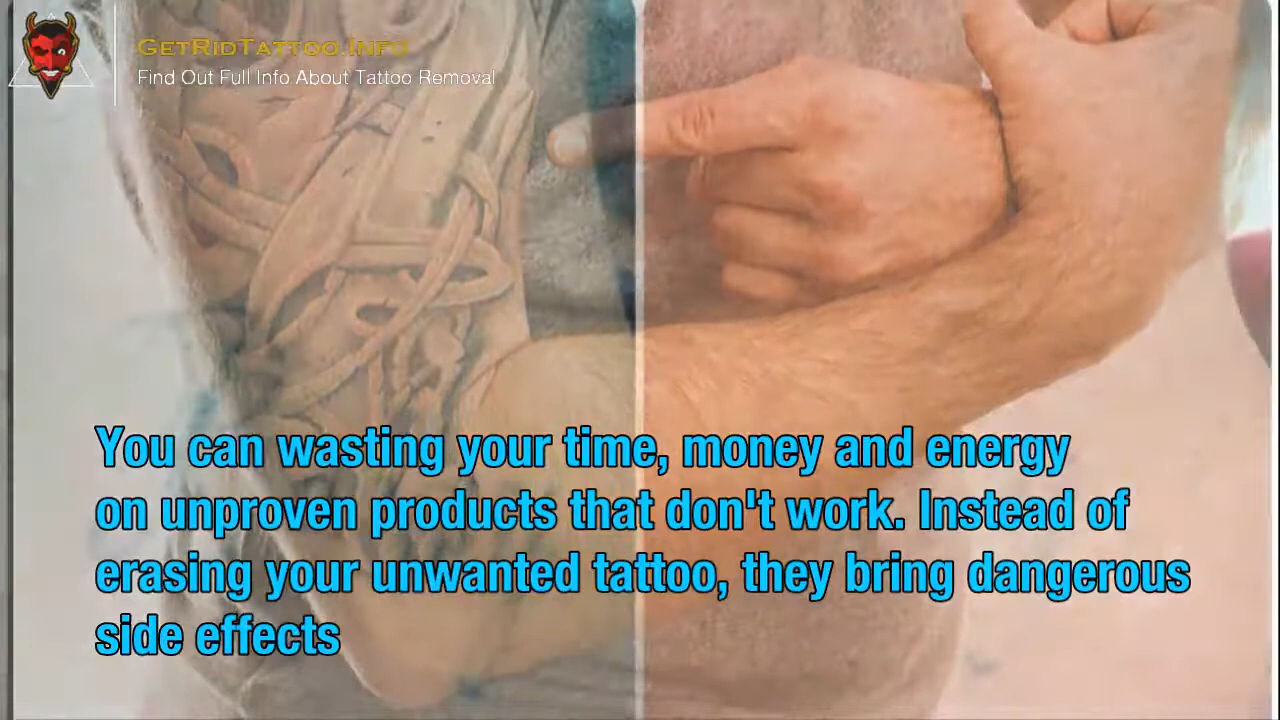 GetRidTattoo.Info
Find Out Full Info About Tattoo Removal
You can wasting your time, money and energy
on unproven products that don't work. Instead of
erasing your unwanted tattoo, they bring dangerous
side effects